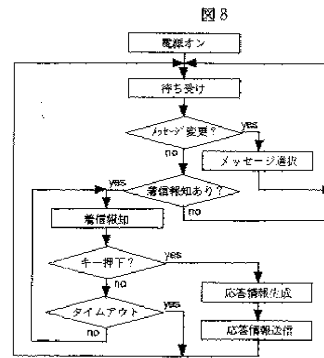 図8
電源オン
待ち受け
メッセージ変更?
yes
no
メッセージ選択
着信報知あり?
yes
no
着信報知
キー押下?
yes
no
応答情報生成
タイムアウト
yes
no
応答情報送信